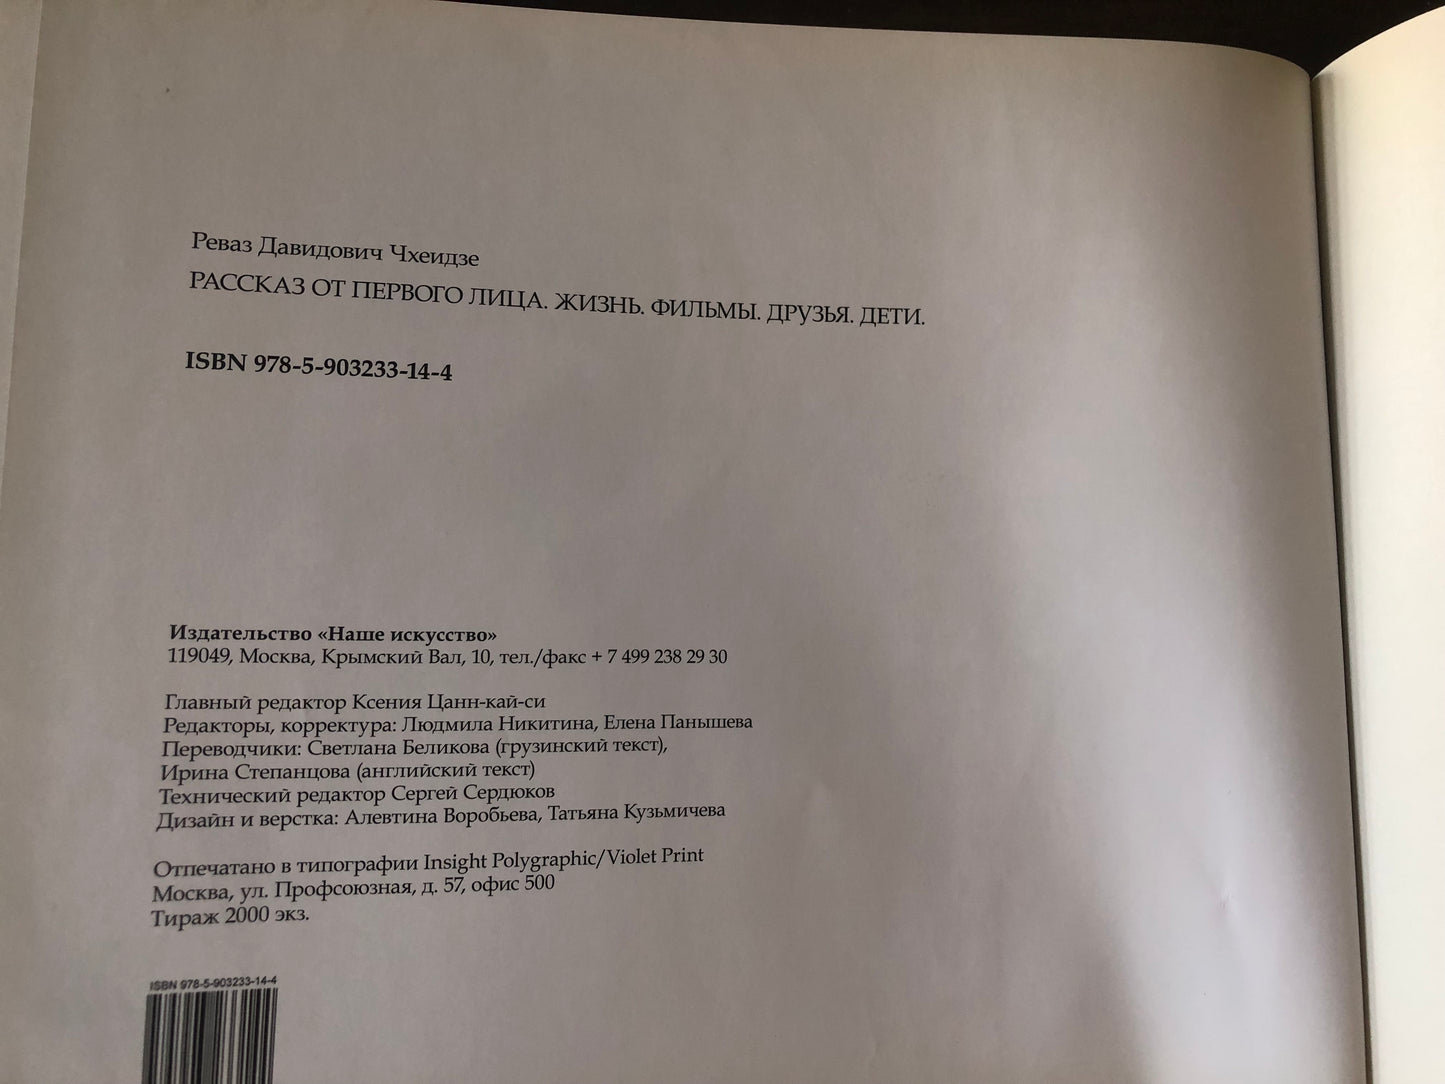 Реваз Давидович Чхеидзе
РАССКАЗ ОТ ПЕРВОГО ЛИЦА. ЖИЗНЬ. ФИЛЬМЫ. ДРУЗЬЯ. ДЕТИ.
ISBN 978-5-903233-14-4
Издательство «Наше искусство»
119049, Москва, Крымский Вал, 10, тел./факс + 7 499 238 29 30
Главный редактор Ксения Цанн-кай-си
Редакторы, корректура: Людмила Никитина, Елена Панышева
Переводчики: Светлана Беликова (грузинский текст),
Ирина Степанцова (английский текст)
Технический редактор Сергей Сердюков
Дизайн и верстка: Алевтина Воробьева, Татьяна Кузьмичева
Отпечатано в типографии Insight Polygraphic/Violet Print
Москва, ул. Профсоюзная, д. 57, офис 500
Тираж 2000 экз.
ISBN 978-5-903233-14-4